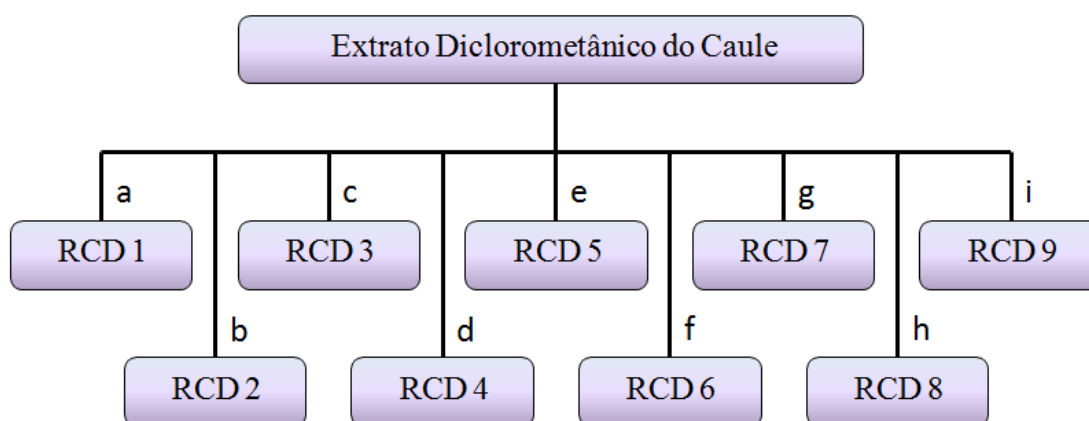 Extrato Diclorometânico do Caule
a
c
e
g
i
RCD 1
RCD 3
RCD 5
RCD 7
RCD 9
b
d
f
h
RCD 2
RCD 4
RCD 6
RCD 8